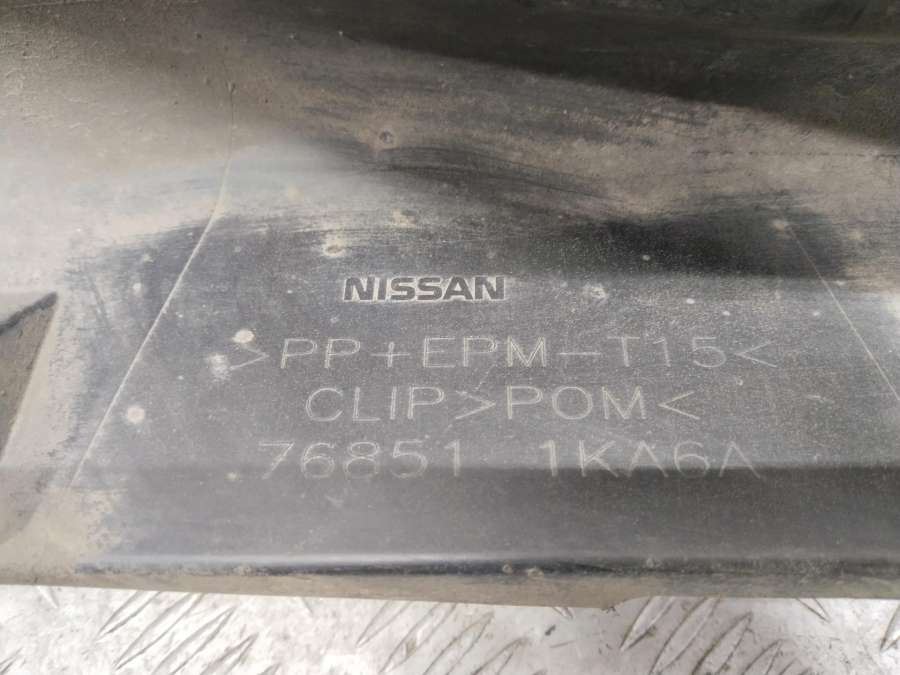 NISSAN
>PP+EPM-T15<
CLIP>POM<
76851 1KA6A